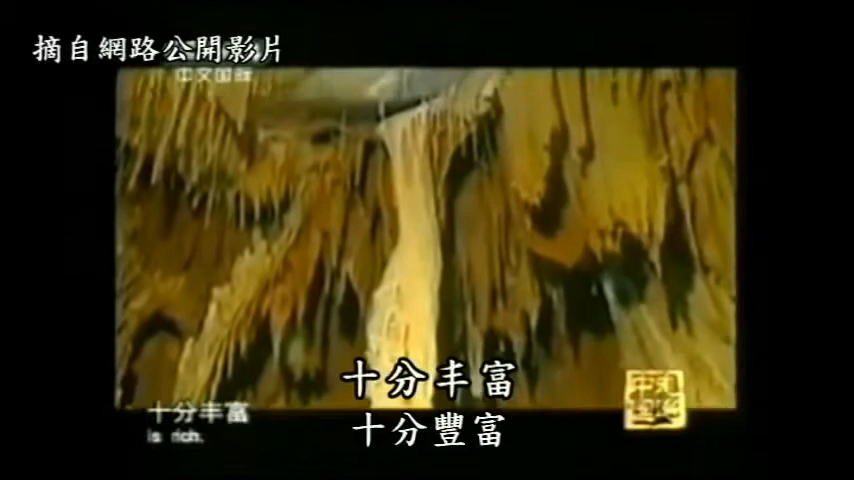 摘自網路公開影片
中文国际
十分丰富
十分豐富
十分丰富
is rich.